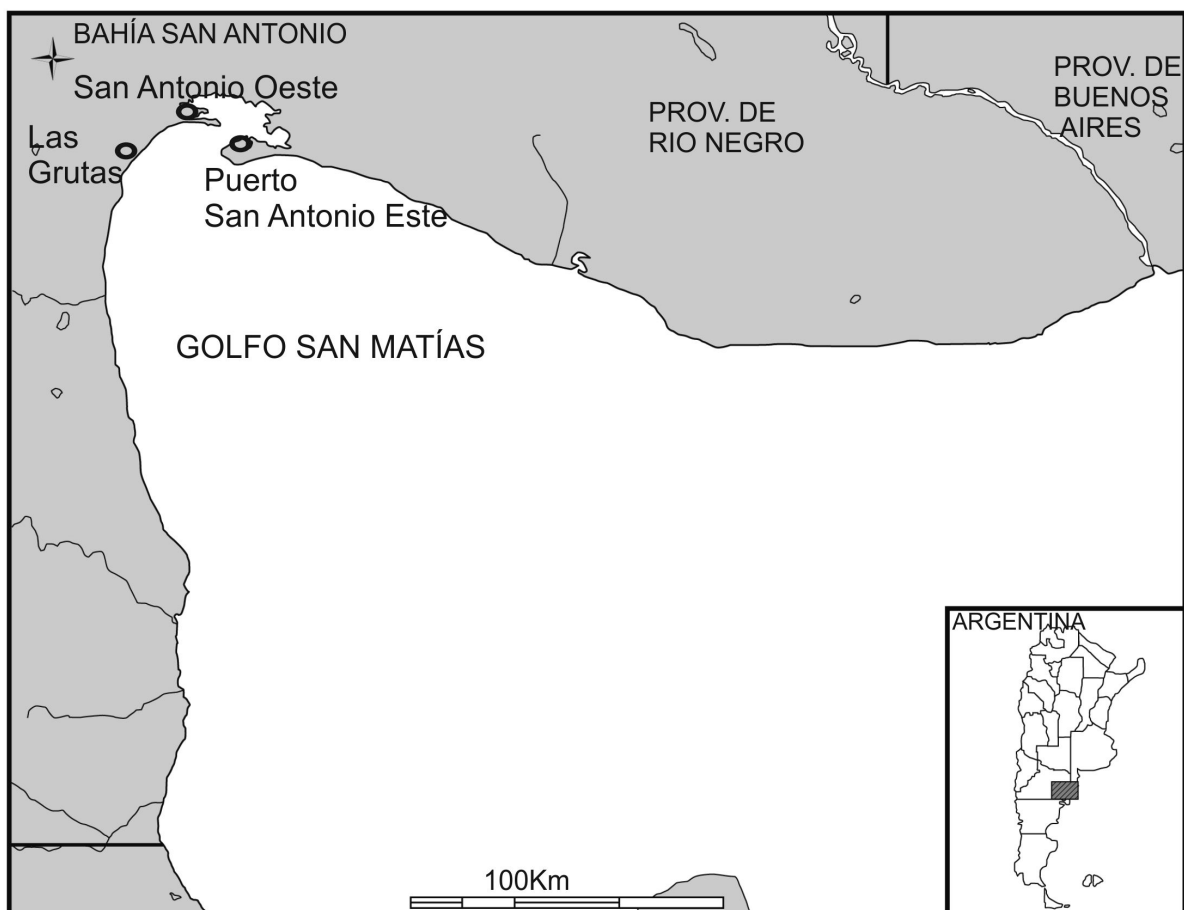 BAHÍA SAN ANTONIO
San Antonio Oeste
Las
Grutas
Puerto
San Antonio Este
PROV. DE
RIO NEGRO
PROV. DE
BUENOS
AIRES
GOLFO SAN MATÍAS
ARGENTINA
100Km